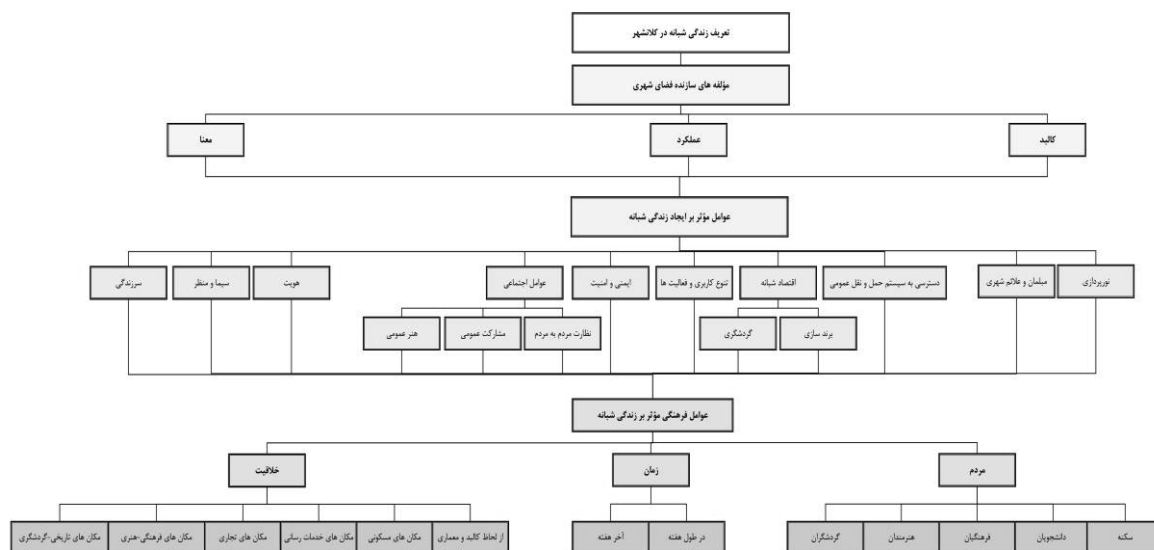 تعریف زندگی شبانه در کلانشهر
مؤلفه های سازنده فضای شهری
کالبد
عملکرد
معنا
عوامل مؤثر بر ایجاد زندگی شبانه
نورپردازی
مبلمان و علائم شهری
دسترسی به سیستم حمل و نقل عمومی
اقتصاد شبانه
تنوع کاربری و فعالیت ها
ایمنی و امنیت
عوامل اجتماعی
هویت
سیما و منظر
سرزندگی
برند سازی
گردشگری
نظارت مردم به مردم
مشارکت عمومی
هنر عمومی
عوامل فرهنگی مؤثر بر زندگی شبانه
مردم
زمان
خلاقیت
سکنه
دانشجویان
فرهنگیان
هنرمندان
گردشگران
در طول هفته
آخر هفته
از لحاظ کالبد و معماری
مکان های مسکونی
مکان های خدمات رسانی
مکان های تجاری
مکان های فرهنگی-هنری
مکان های تاریخی-گردشگری